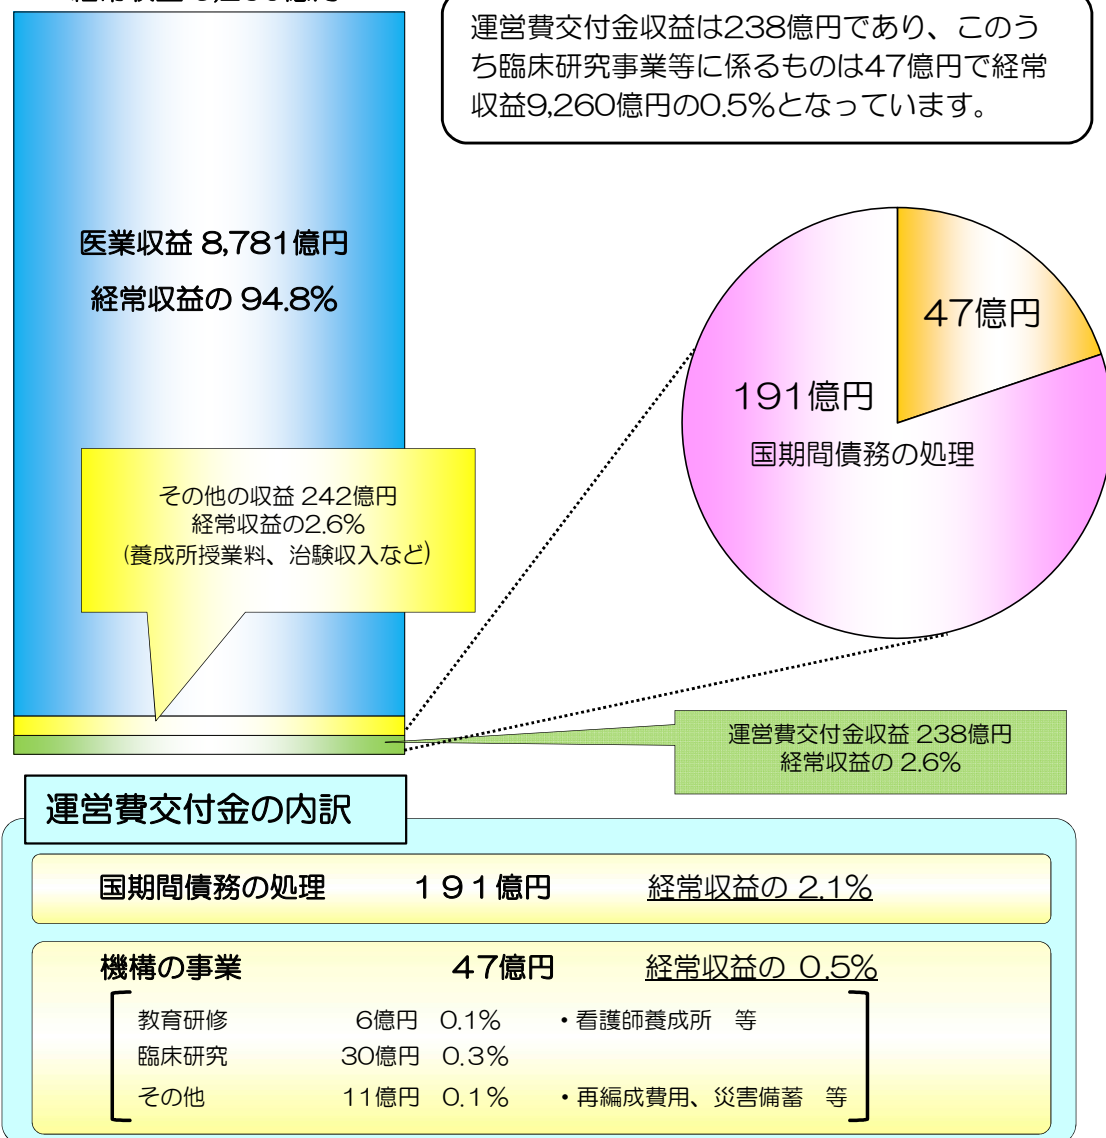 運営費交付金収益は238億円であり、このう
ち臨床研究事業等に係るものは47億円で経常
収益9,260億円の0.5%となっています。
医業収益 8,781億円
経常収益の 94.8%
47億円
191億円
国期間債務の処理
その他の収益 242億円
経常収益の2.6%
(養成所授業料、治験収入など)
運営費交付金収益 238億円
経常収益の 2.6%
運営費交付金の内訳
国期間債務の処理 191億円 経常収益の 2.1%
機構の事業 47億円 経常収益の 0.5%
教育研修 6億円 0.1% ・看護師養成所 等
臨床研究 30億円 0.3%
その他 11億円 0.1% ・再編成費用、災害備蓄 等